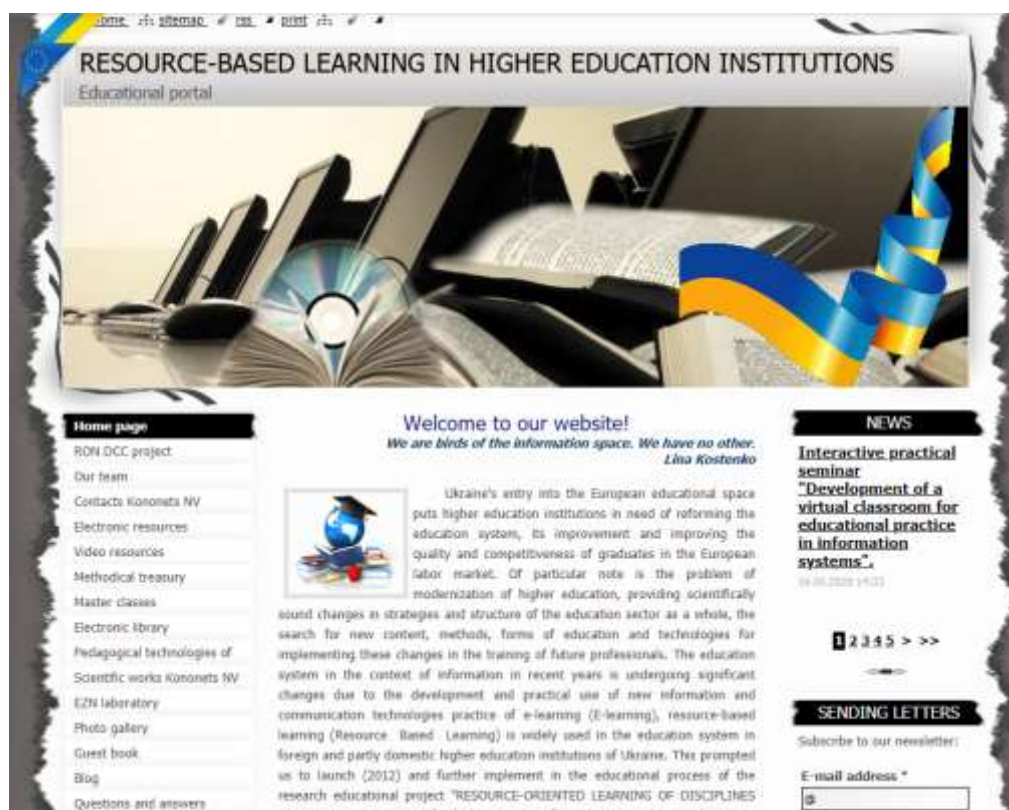 home sitemap rss print
RESOURCE-BASED LEARNING IN HIGHER EDUCATION INSTITUTIONS
Educational portal
Home page
RON DCC project
Our team
Contacts Kononets NV
Electronic resources
Video resources
Methodical treasury
Master classes
Electronic library
Pedagogical technologies of
Scientific works Kononets NV
EZN laboratory
Photo gallery
Guest book
Blog
Questions and answers
Welcome to our website!
We are birds of the information space. We have no other.
Lina Kostenko
Ukraine's entry into the European educational space
puts higher education institutions in need of reforming the
education system, its improvement and improving the
quality and competitiveness of graduates in the European
labor market. Of particular note is the problem of
modernization of higher education, providing scientifically
sound changes in strategies and structure of the education sector as a whole, the
search for new content, methods, forms of education and technologies for
implementing these changes in the training of future professionals. The education
system in the context of information in recent years is undergoing significant
changes due to the development and practical use of new information and
communication technologies practice of e-learning (E-learning), resource-based
learning (Resource Based Learning) is widely used in the education system in
foreign and partly domestic higher education institutions of Ukraine. This prompted
us to launch (2012) and further implement in the educational process of the
research educational project "RESOURCE-ORIENTED LEARNING OF DISCIPLINES
NEWS
Interactive practical
seminar
"Development of a
virtual classroom for
educational practice
in information
systems".
1 2 3 4 5 > >>
SENDING LETTERS
Subscribe to our newsletter:
E-mail address *
@